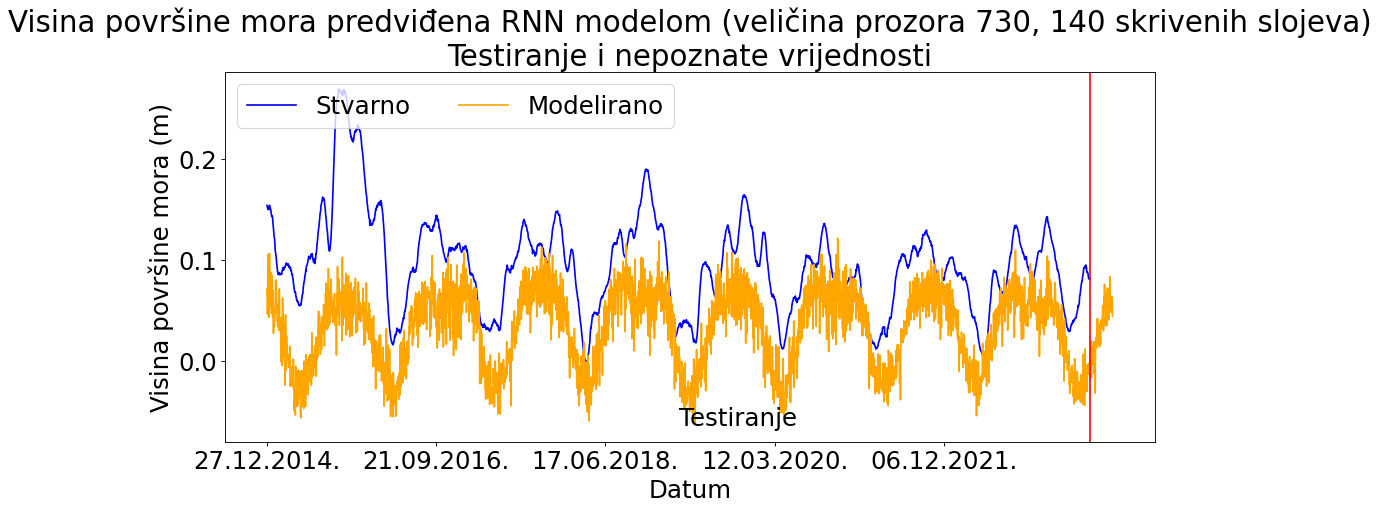 Visina površine mora predviđena RNN modelom (veličina prozora 730, 140 skrivenih slojeva)
Testiranje i nepoznate vrijednosti
Stvarno Modelirano
Visina površine mora (m)
0.2
0.1
0.0
Testiranje
27.12.2014. 21.09.2016. 17.06.2018. 12.03.2020. 06.12.2021.
Datum